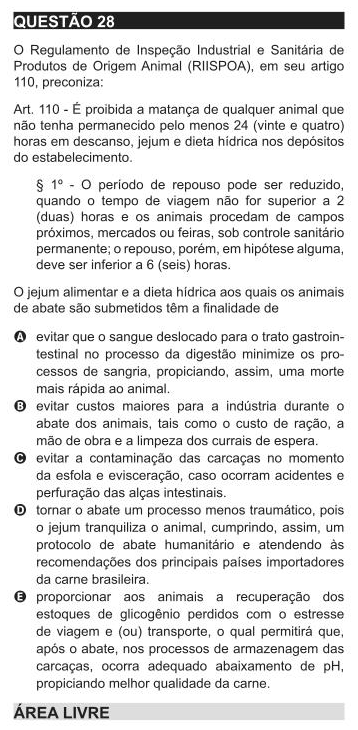 QUESTÃO 28
O Regulamento de Inspeção Industrial e Sanitária de
Produtos de Origem Animal (RIISPOA), em seu artigo
110, preconiza:
Art. 110 - É proibida a matança de qualquer animal que
não tenha permanecido pelo menos 24 (vinte e quatro)
horas em descanso, jejum e dieta hídrica nos depósitos
do estabelecimento.
§ 1º - O período de repouso pode ser reduzido,
quando o tempo de viagem não for superior a 2
(duas) horas e os animais procedam de campos
próximos, mercados ou feiras, sob controle sanitário
permanente; o repouso, porém, em hipótese alguma,
deve ser inferior a 6 (seis) horas.
O jejum alimentar e a dieta hídrica aos quais os animais
de abate são submetidos têm a finalidade de
A evitar que o sangue deslocado para o trato gastroin-
testinal no processo da digestão minimize os pro-
cessos de sangria, propiciando, assim, uma morte
mais rápida ao animal.
B evitar custos maiores para a indústria durante o
abate dos animais, tais como o custo de ração, a
mão de obra e a limpeza dos currais de espera.
C evitar a contaminação das carcaças no momento
da esfola e evisceração, caso ocorram acidentes e
perfuração das alças intestinais.
D tornar o abate um processo menos traumático, pois
o jejum tranquiliza o animal, cumprindo, assim, um
protocolo de abate humanitário e atendendo às
recomendações dos principais países importadores
da carne brasileira.
E proporcionar aos animais a recuperação dos
estoques de glicogênio perdidos com o estresse
de viagem e (ou) transporte, o qual permitirá que,
após o abate, nos processos de armazenagem das
carcaças, ocorra adequado abaixamento de pH,
propiciando melhor qualidade da carne.
ÁREA LIVRE